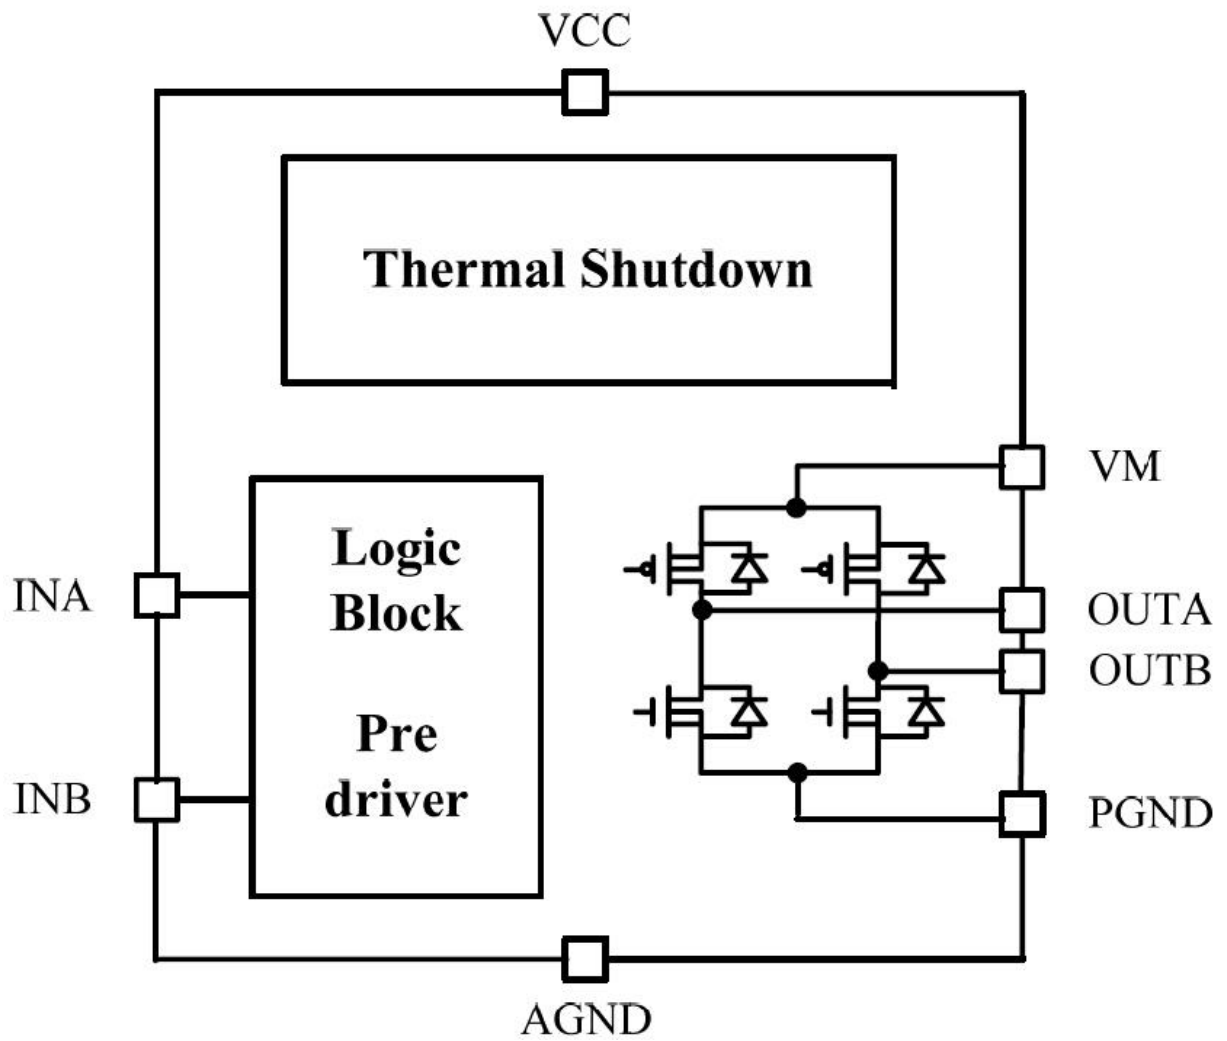 VCC
Thermal Shutdown
VM
Logic
Block
INA
OUTA
OUTB
Pre
driver
INB
PGND
AGND